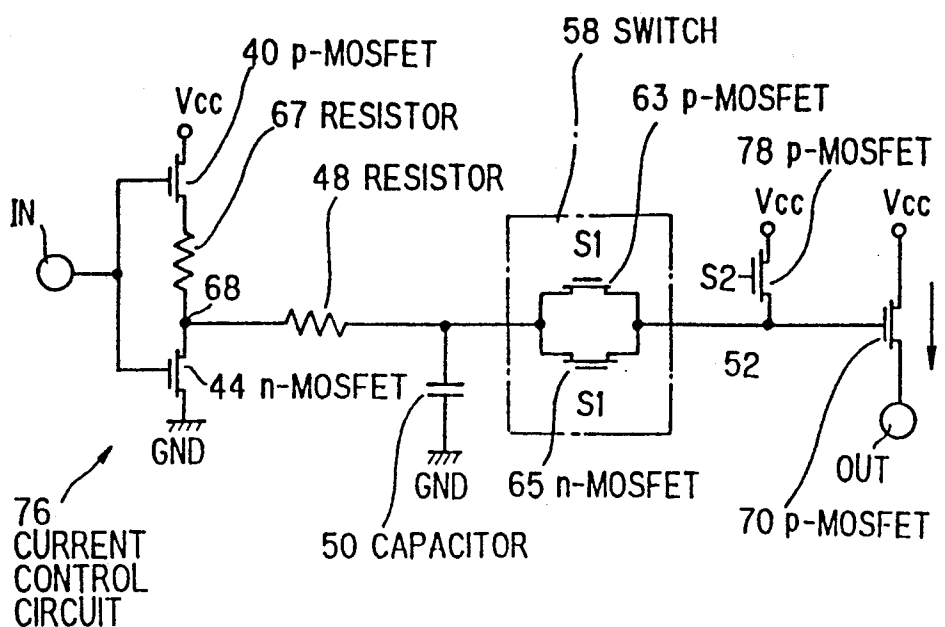 58 SWITCH
40 p-MOSFET
63 p-MOSFET
Vcc
67 RESISTOR
78 p-MOSFET
48 RESISTOR
Vcc
Vcc
IN
S1
S2
68
52
44 n-MOSFET
S1
GND
GND
65 n-MOSFET
OUT
76
CURRENT
CONTROL
CIRCUIT
50 CAPACITOR
70 p-MOSFET